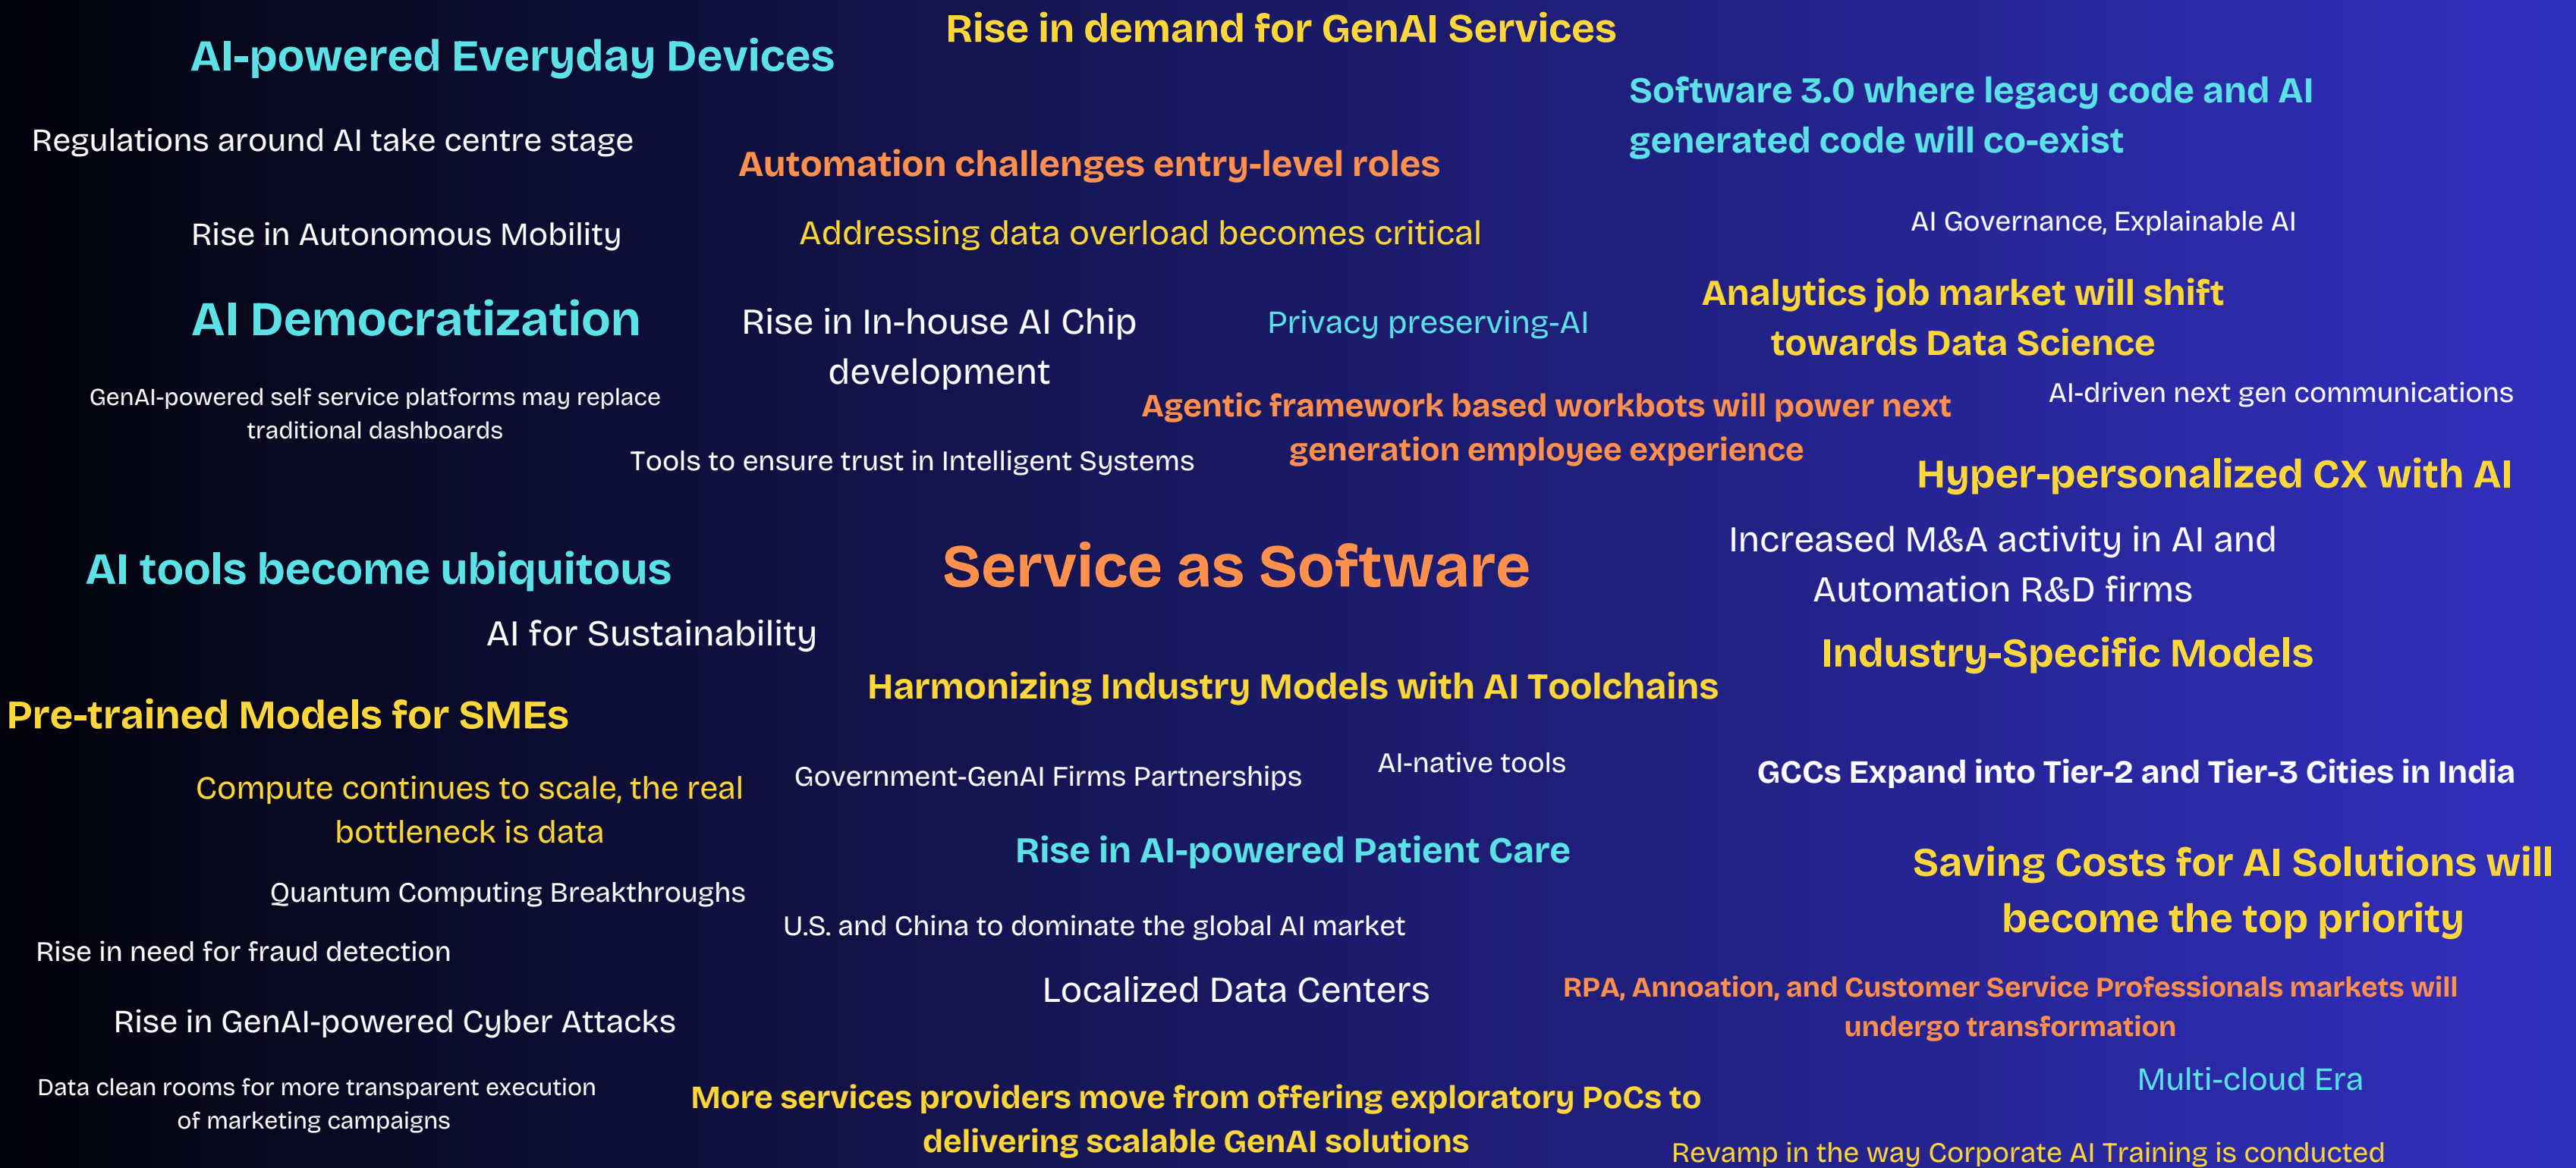 Rise in demand for GenAI Services
AI-powered Everyday Devices
Software 3.0 where legacy code and AI
generated code will co-exist
Regulations around AI take centre stage
Automation challenges entry-level roles
Rise in Autonomous Mobility
Addressing data overload becomes critical
AI Governance, Explainable AI
AI Democratization
Rise in In-house AI Chip
development
Privacy preserving-AI
Analytics job market will shift
towards Data Science
GenAI-powered self service platforms may replace
traditional dashboards
Agentic framework based workbots will power next
generation employee experience
AI-driven next gen communications
Tools to ensure trust in Intelligent Systems
Hyper-personalized CX with AI
AI tools become ubiquitous
Service as Software
Increased M&A activity in AI and
Automation R&D firms
AI for Sustainability
Industry-Specific Models
Harmonizing Industry Models with AI Toolchains
Pre-trained Models for SMEs
Government-GenAI Firms Partnerships
AI-native tools
GCCs Expand into Tier-2 and Tier-3 Cities in India
Compute continues to scale, the real
bottleneck is data
Rise in AI-powered Patient Care
Saving Costs for AI Solutions will
become the top priority
Quantum Computing Breakthroughs
U.S. and China to dominate the global AI market
Rise in need for fraud detection
Localized Data Centers
RPA, Annoation, and Customer Service Professionals markets will
undergo transformation
Rise in GenAI-powered Cyber Attacks
Multi-cloud Era
Data clean rooms for more transparent execution
of marketing campaigns
More services providers move from offering exploratory PoCs to
delivering scalable GenAI solutions
Revamp in the way Corporate AI Training is conducted